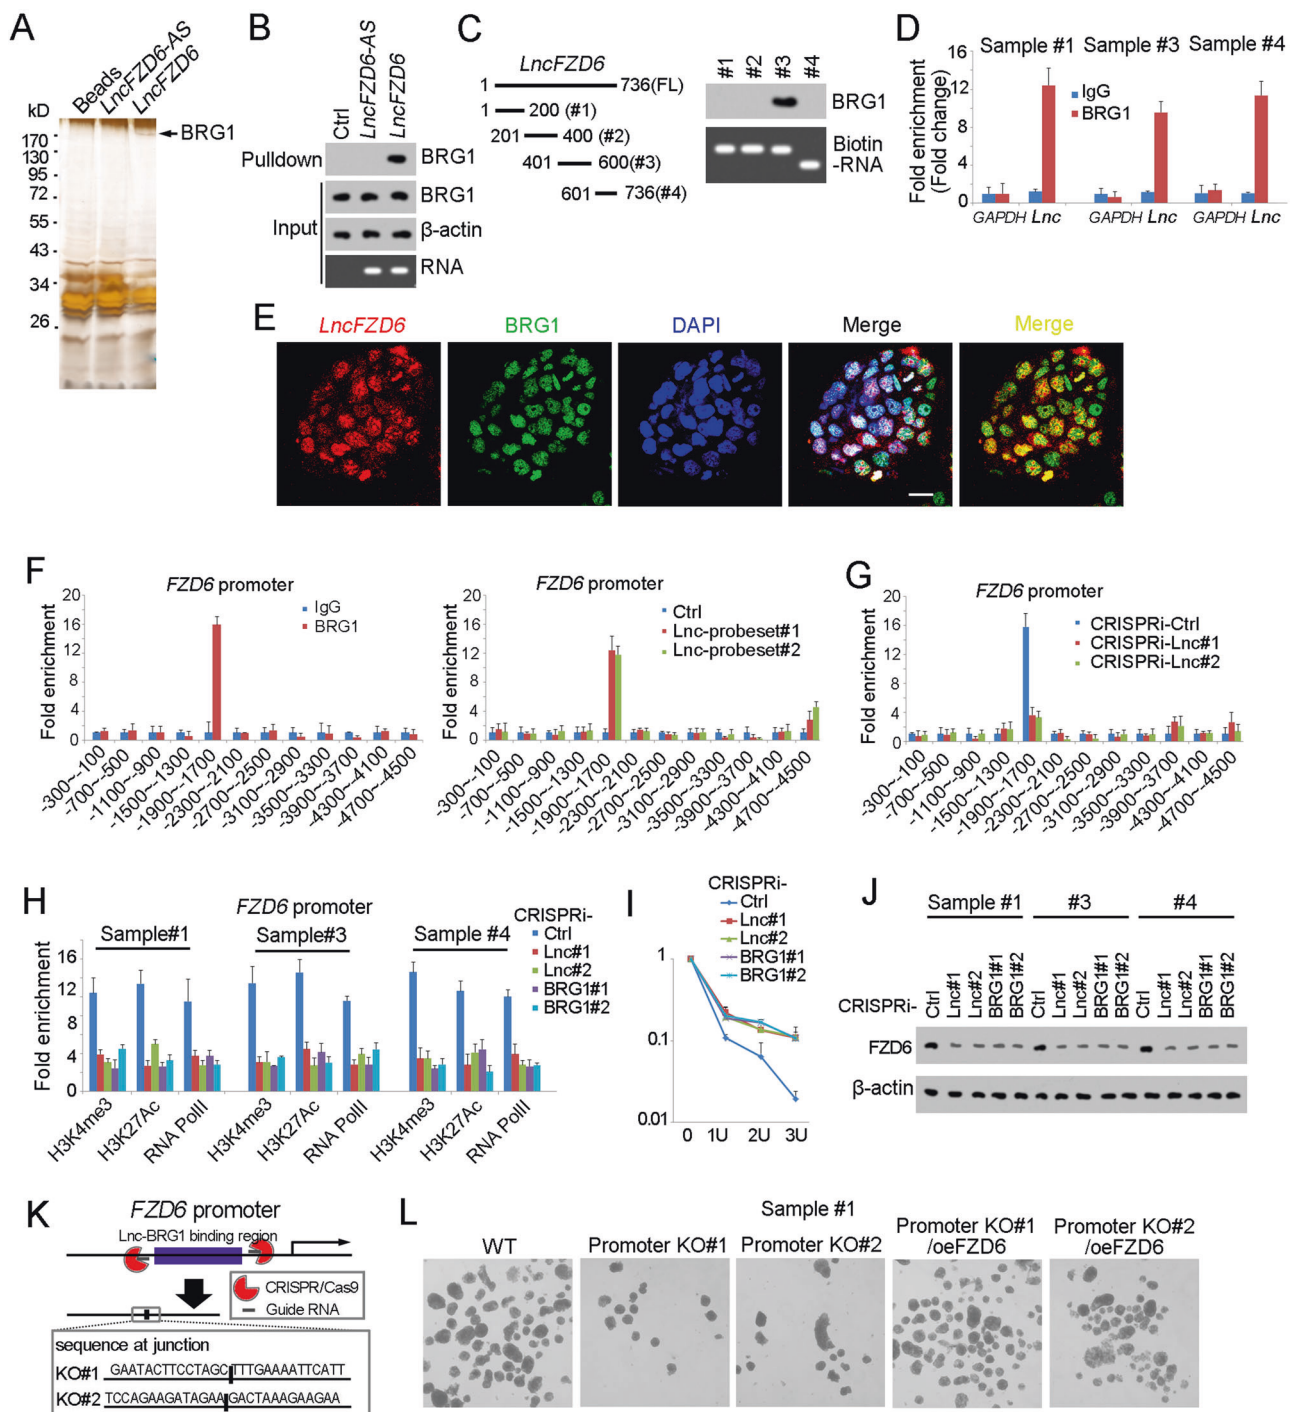 A
Beads
LncFZD6-AS
LncFZD6
kD
170
130
95
72
55
43
34
26
BRG1
B
Ctrl
LncFZD6-AS
LncFZD6
Pulldown
BRG1
Input
BRG1
β-actin
RNA
C
LncFZD6
1 736(FL)
1 200 (#1)
201 400 (#2)
401 600(#3)
601 736(#4)
#1 #2 #3 #4
BRG1
Biotin
-RNA
D
Sample #1 Sample #3 Sample #4
Fold enrichment
(Fold change)
16
12
8
4
0
IgG
BRG1
GAPDH Lnc GAPDH Lnc GAPDH Lnc
E
LncFZD6 BRG1 DAPI Merge Merge
F
FZD6 promoter
Fold enrichment
20
16
12
8
4
0
IgG
BRG1
-300~-100
-700~-500
-1100~-900
-1500~-1300
-1900~-1700
-2300~-2100
-2700~-2500
-3100~-2900
-3500~-3300
-3900~-3700
-4300~-4100
-4700~-4500
FZD6 promoter
Fold enrichment
20
16
12
8
4
0
Ctrl
Lnc-probeset#1
Lnc-probeset#2
-300~-100
-700~-500
-1100~-900
-1500~-1300
-1900~-1700
-2300~-2100
-2700~-2500
-3100~-2900
-3500~-3300
-3900~-3700
-4300~-4100
-4700~-4500
G
FZD6 promoter
Fold enrichment
20
16
12
8
4
0
CRISPRi-Ctrl
CRISPRi-Lnc#1
CRISPRi-Lnc#2
-300~-100
-700~-500
-1100~-900
-1500~-1300
-1900~-1700
-2300~-2100
-2700~-2500
-3100~-2900
-3500~-3300
-3900~-3700
-4300~-4100
-4700~-4500
H
FZD6 promoter
Sample#1 Sample#3 Sample #4
Fold enrichment
16
12
8
4
0
CRISPRi-
Ctrl
Lnc#1
Lnc#2
BRG1#1
BRG1#2
H3K4me3 H3K27Ac RNA PolII H3K4me3 H3K27Ac RNA PolII H3K4me3 H3K27Ac RNA PolII
I
CRISPRi-
Ctrl
Lnc#1
Lnc#2
BRG1#1
BRG1#2
1
0.1
0.01
0 1U 2U 3U
J
Sample #1 #3 #4
CRISPRi-
Ctrl Lnc#1 Lnc#2 BRG1#1 BRG1#2 Ctrl Lnc#1 Lnc#2 BRG1#1 BRG1#2 Ctrl Lnc#1 Lnc#2 BRG1#1 BRG1#2
FZD6
β-actin
K
FZD6 promoter
Lnc-BRG1 binding region
CRISPR/Cas9
Guide RNA
sequence at junction
KO#1 GAATACTTCCTAGCTTTGAAAATTCATT
KO#2 TCCAGAAGATAGAAGACTAAAGAAGAA
L
Sample #1
WT
Promoter KO#1
Promoter KO#2
Promoter KO#1
/oeFZD6
Promoter KO#2
/oeFZD6